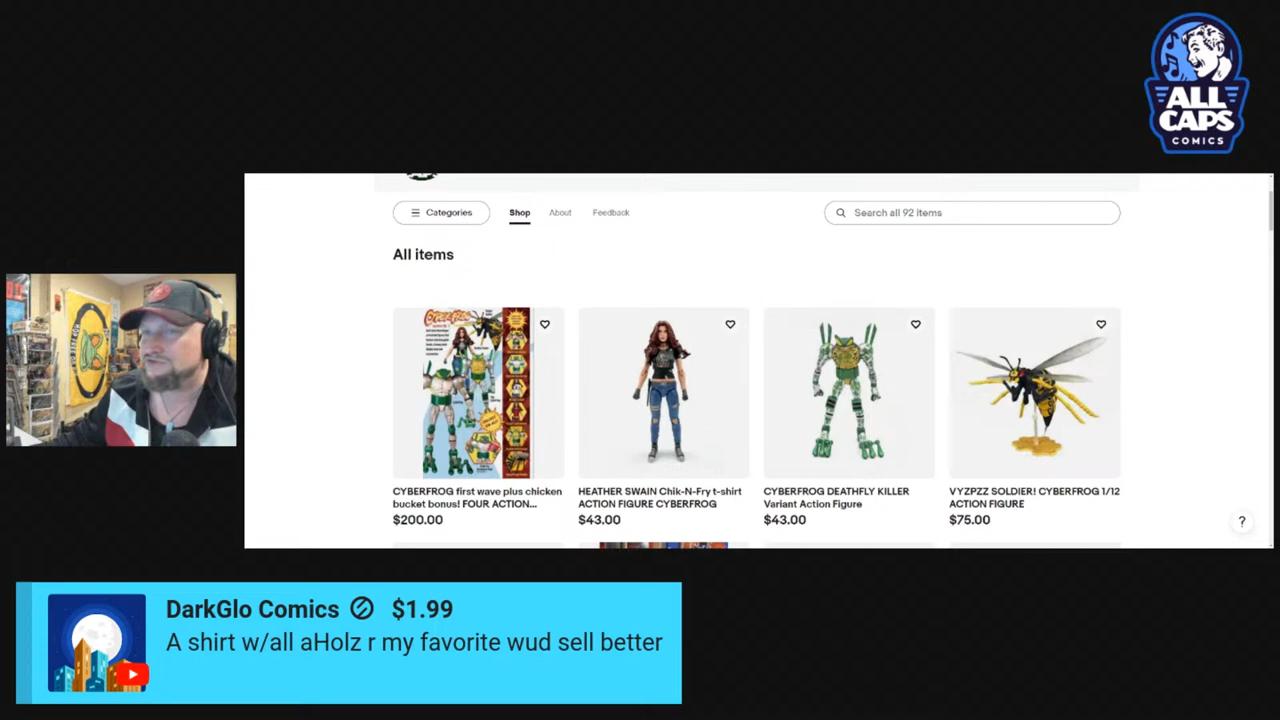 ALL
CAPS
COMICS
Categories
Shop
About
Feedback
Search all 92 items
All items
CYBERFROG
CYBERFROG first wave plus chicken
bucket bonus! FOUR ACTION...
$200.00
HEATHER SWAIN Chik-N-Fry t-shirt
ACTION FIGURE CYBERFROG
$43.00
CYBERFROG DEATHFLY KILLER
Variant Action Figure
$43.00
VYZPZZ SOLDIER! CYBERFROG 1/12
ACTION FIGURE
$75.00
?
DarkGlo Comics $1.99
A shirt w/all aHolz r my favorite wud sell better